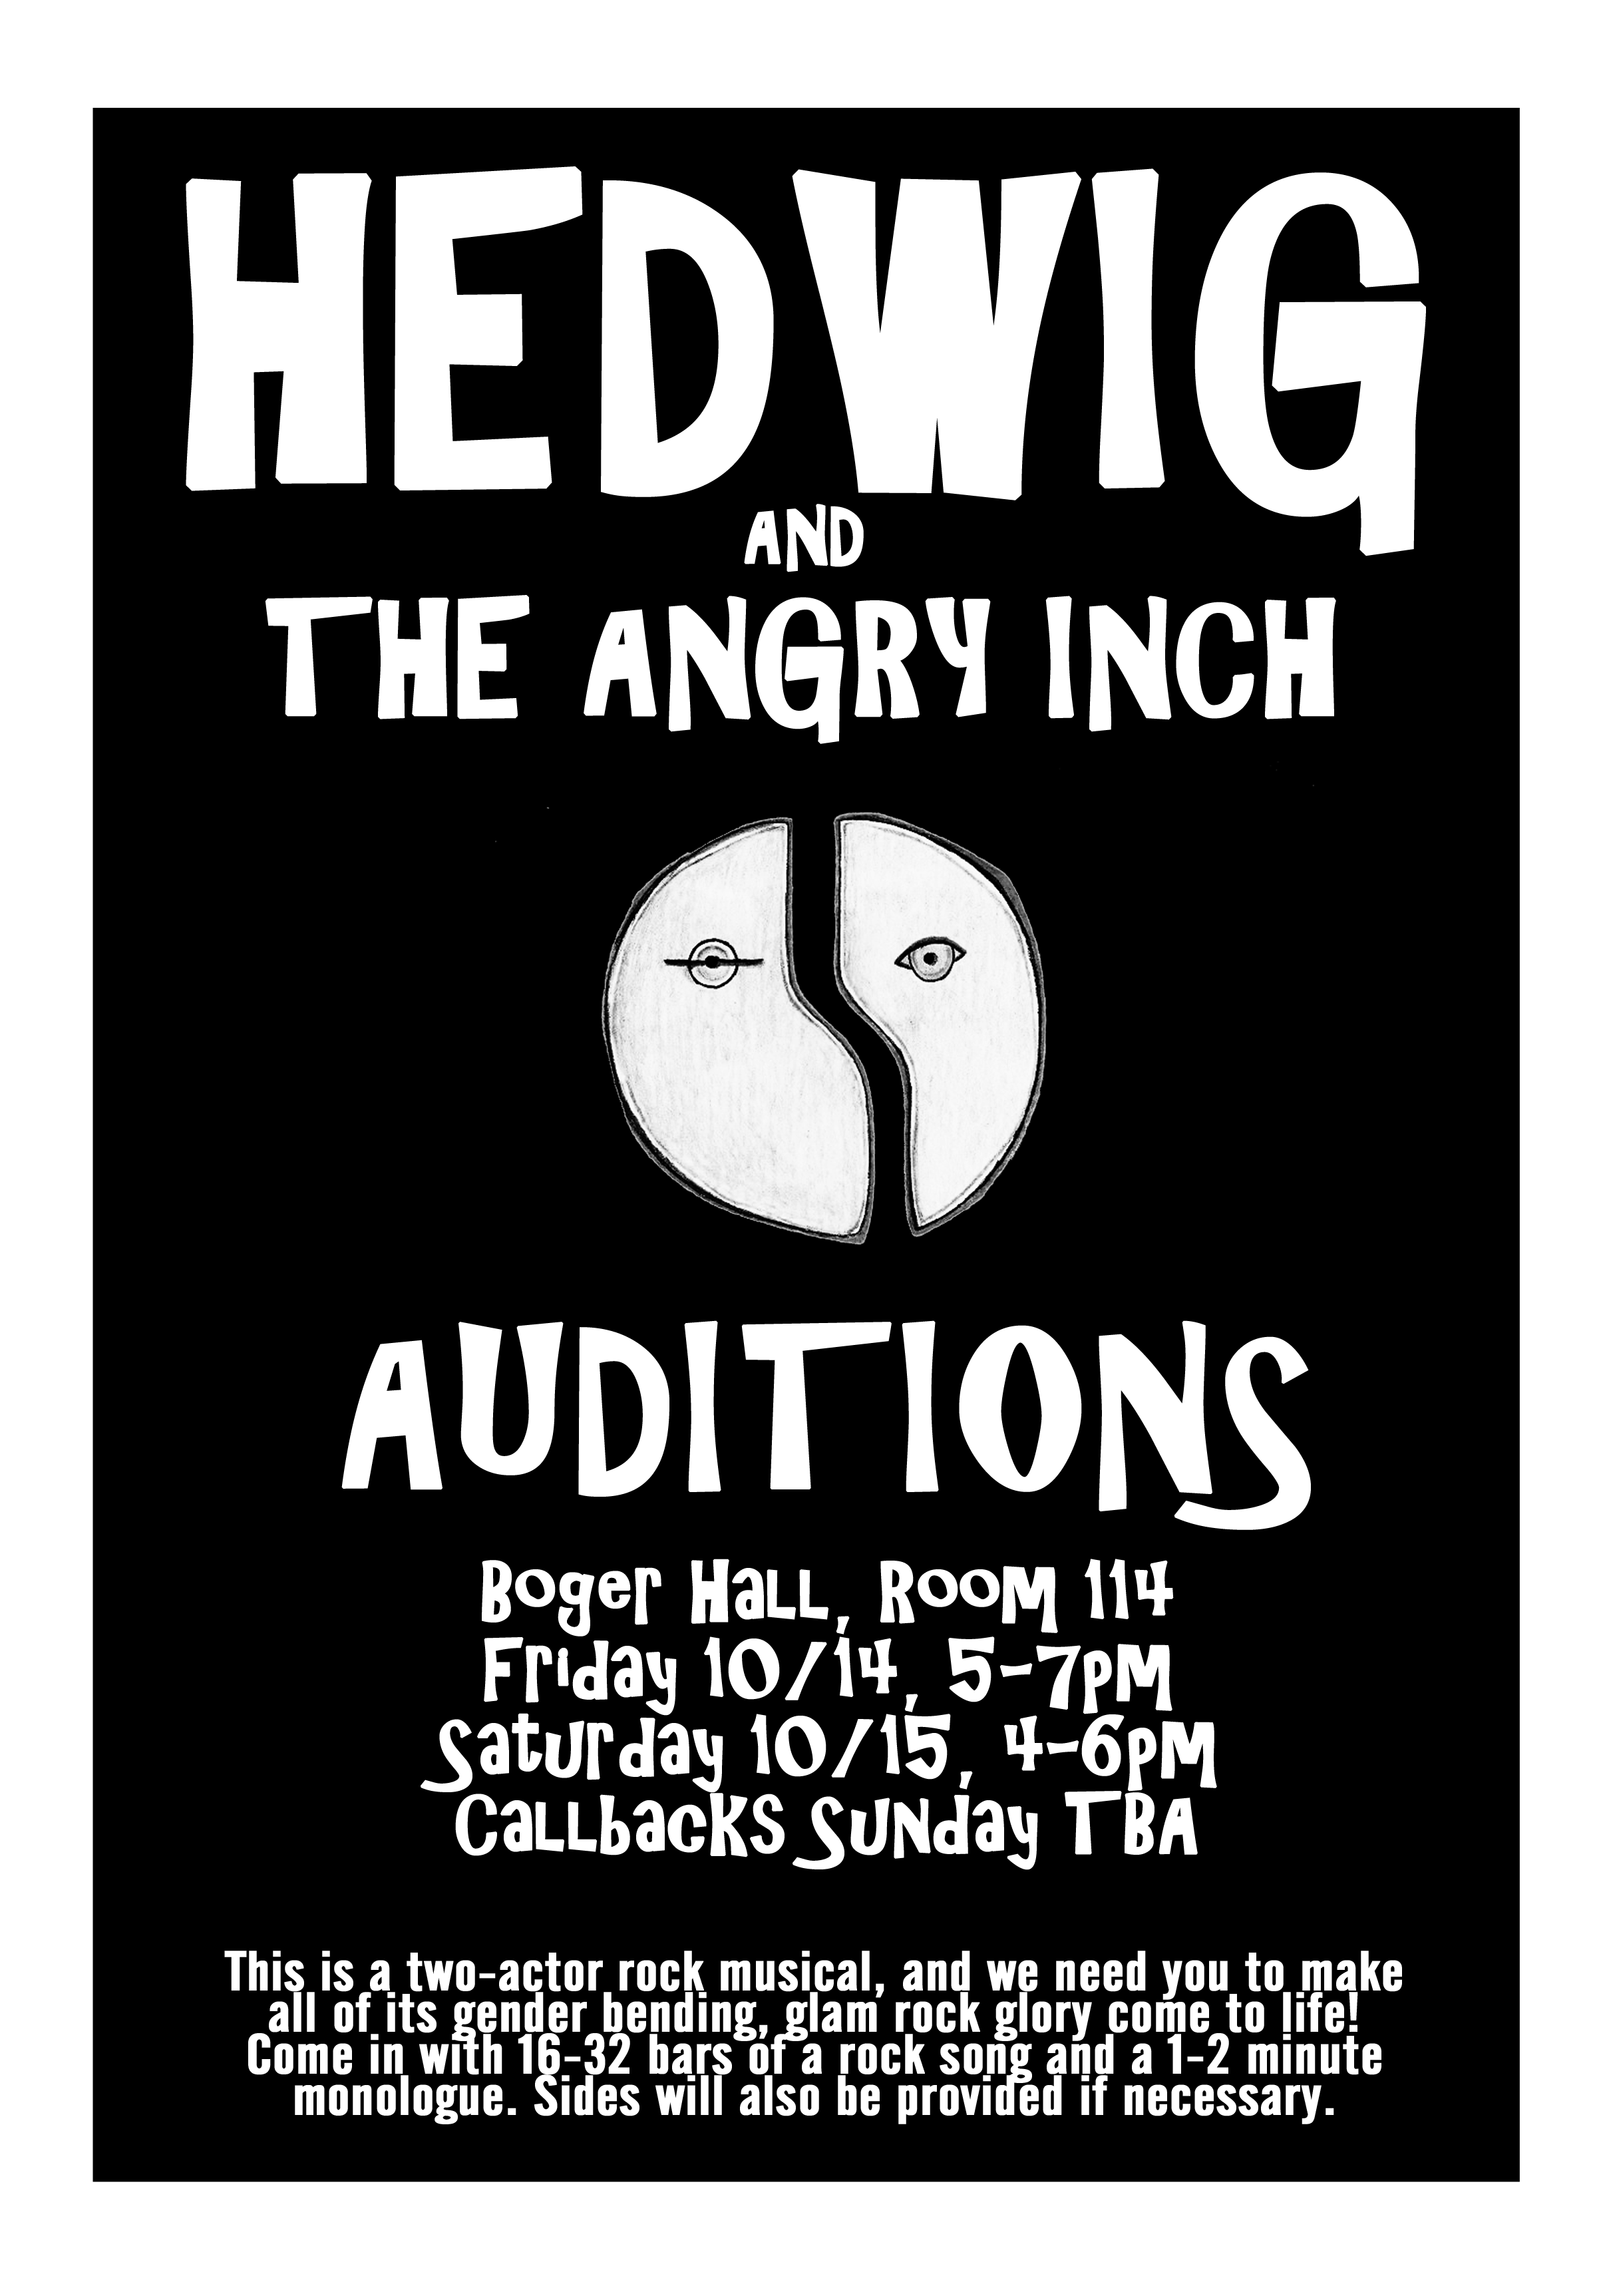 HEDWIG
AND
THE ANGRY INCH
AUDITIONS
Boger Hall, Room 114
Friday 10/14, 5-7pm
Saturday 10/15, 4-6pm
Callbacks Sunday TBA
This is a two-actor rock musical, and we need you to make
all of its gender bending, glam rock glory come to life!
Come in with 16-32 bars of a rock song and a 1-2 minute
monologue. Sides will also be provided if necessary.